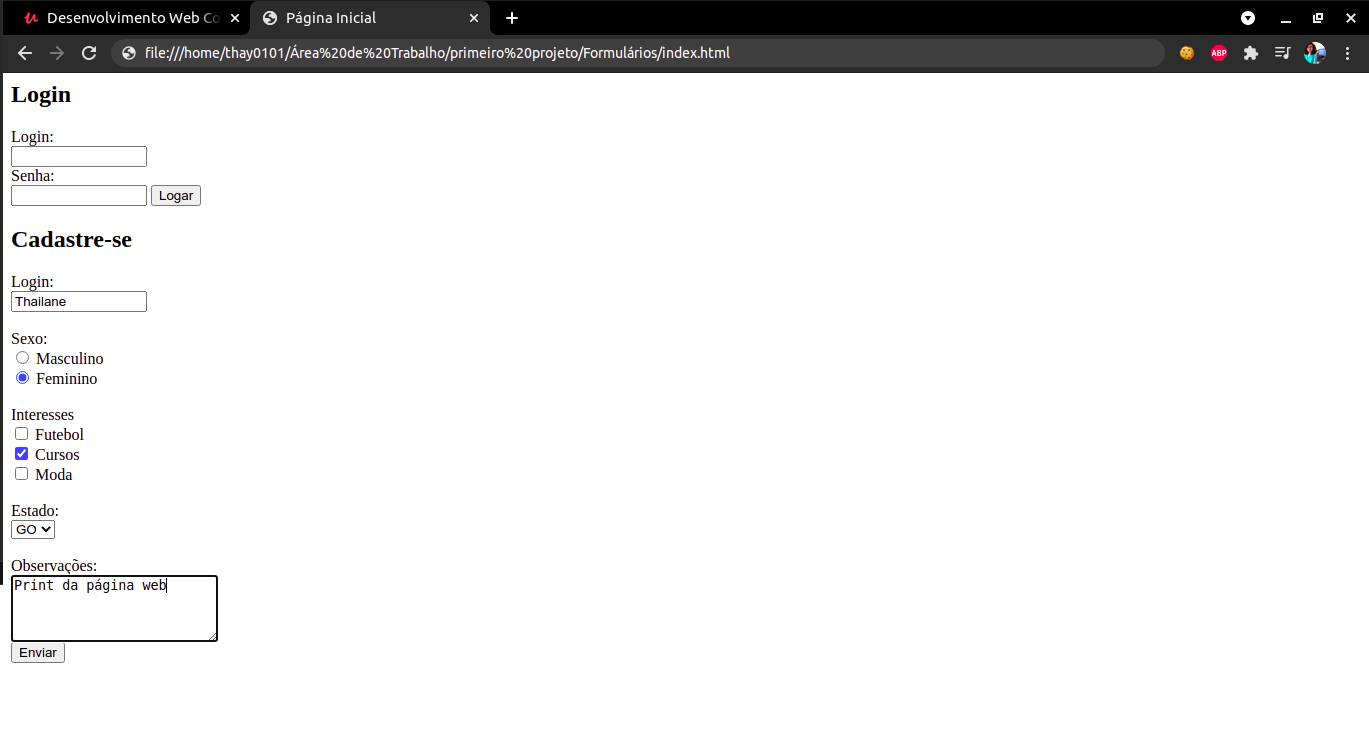 Desenvolvimento Web Co
Página Inicial
file:///home/thay0101/Área%20de%20Trabalho/primeiro%20projeto/Formulários/index.html
ABP
Login
Login:
Senha:
Logar
Cadastre-se
Login:
Thailane
Sexo:
Masculino
Feminino
Interesses
Futebol
Cursos
Moda
Estado:
GO
Observações:
Print da página web
Enviar